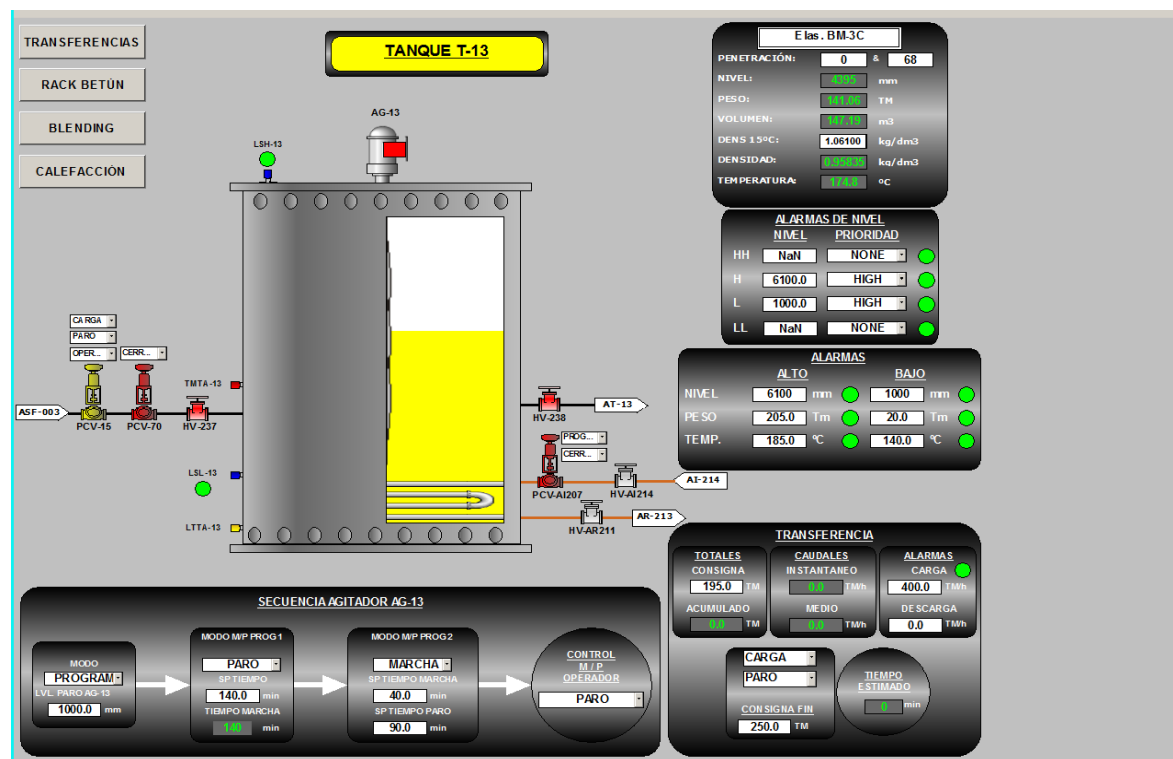 TRANSFERENCIAS
RACK BETÚN
BLENDING
CALEFACCIÓN
TANQUE T-13
AG-13
LSH-13
CARGA
PARO
OPER...
CERR...
TMTA-13
ASF-003
PCV-15
PCV-70
HV-237
LSL-13
LTTA-13
HV-238
AT-13
PROG...
CERR...
PCV-AI207
HV-AI214
AI-214
HV-AR211
AR-213
Elas. BM-3C
PENETRACIÓN: 0 & 68
NIVEL: 4395 mm
PESO: 141.06 TM
VOLUMEN: 147.19 m3
DENS 15ºC: 1.06100 kg/dm3
DENSIDAD: 0.95835 kg/dm3
TEMPERATURA: 174.8 ºC
ALARMAS DE NIVEL
NIVEL PRIORIDAD
HH NaN NONE
H 6100.0 HIGH
L 1000.0 HIGH
LL NaN NONE
ALARMAS
ALTO BAJO
NIVEL 6100 mm 1000 mm
PESO 205.0 Tm 20.0 Tm
TEMP. 185.0 ºC 140.0 ºC
SECUENCIA AGITADOR AG-13
MODO
PROGRAM
LVL. PARO AG-13
1000.0 mm
MODO M/P PROG1
PARO
SP TIEMPO
140.0 min
TIEMPO MARCHA
140 min
MODO M/P PROG2
MARCHA
SP TIEMPO MARCHA
40.0 min
SP TIEMPO PARO
90.0 min
CONTROL
M / P
OPERADOR
PARO
TRANSFERENCIA
TOTALES
CONSIGNA
195.0 TM
ACUMULADO
0.0 TM
CAUDALES
INSTANTANEO
0.0 TM/h
MEDIO
0.0 TM/h
ALARMAS
CARGA
400.0 TM/h
DESCARGA
0.0 TM/h
CARGA
PARO
CONSIGNA FIN
250.0 TM
TIEMPO
ESTIMADO
0 min